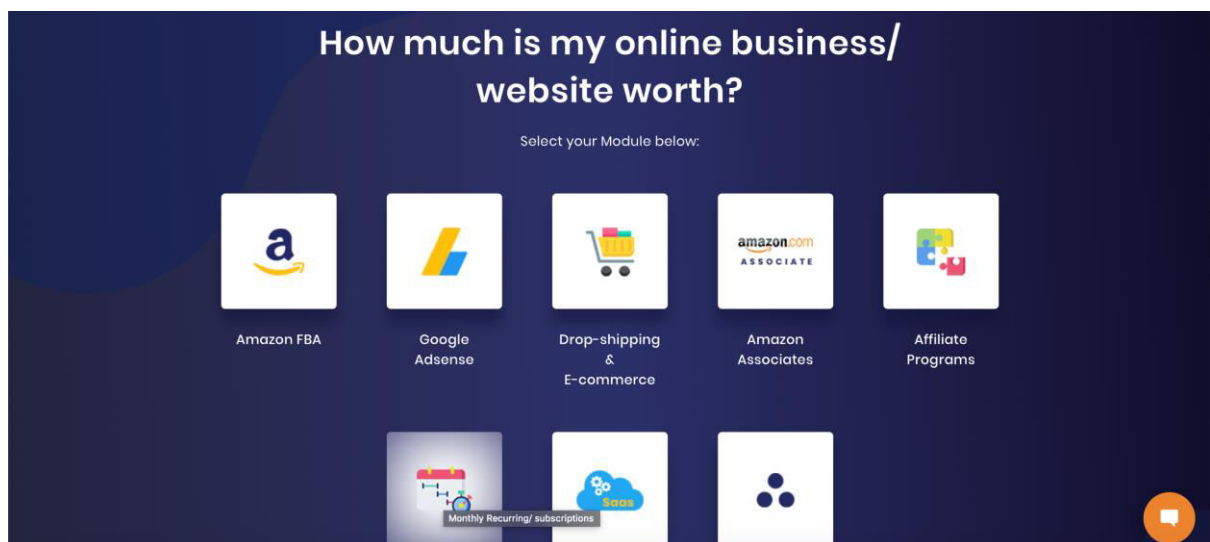 How much is my online business/
website worth?
Select your Module below:
a
amazon.com
ASSOCIATE
Amazon FBA
Google
Adsense
Drop-shipping
&
E-commerce
Amazon
Associates
Affiliate
Programs
Saas
Monthly Recurring/ subscriptions